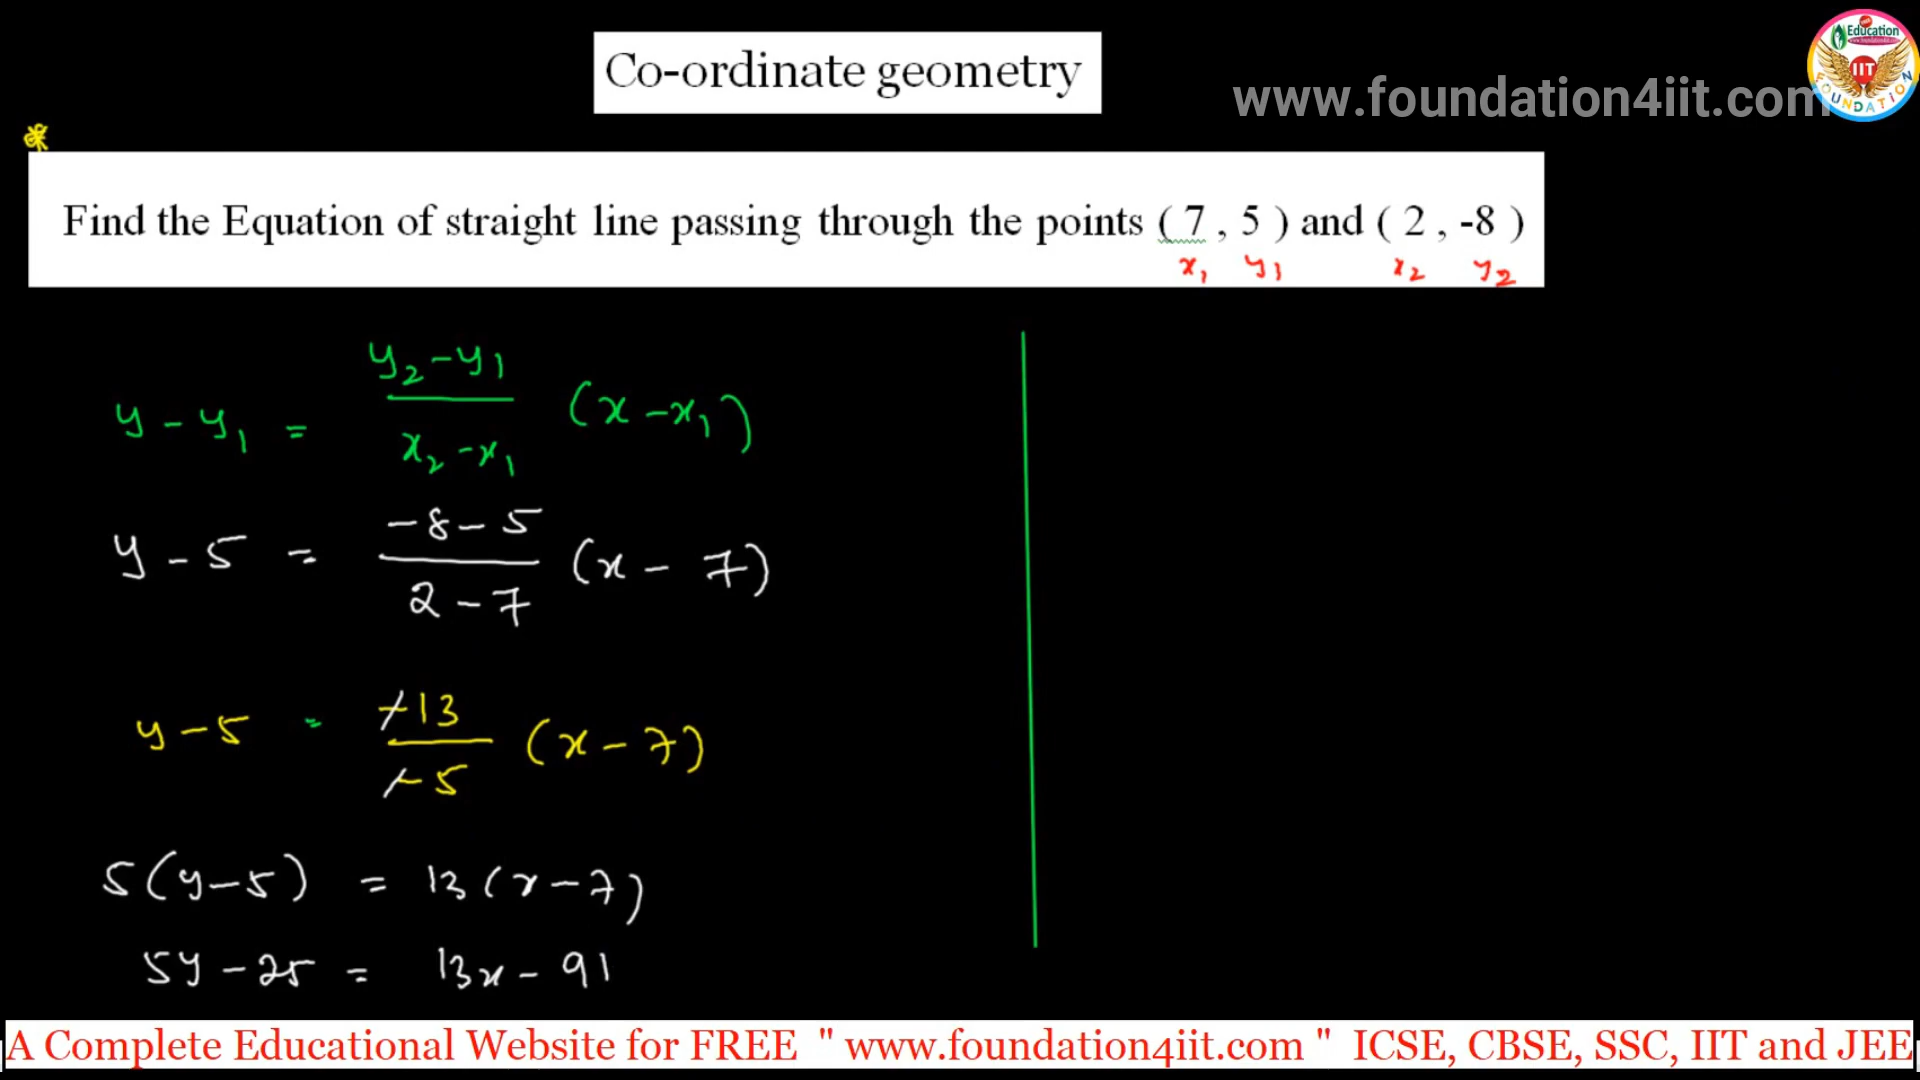 Co-ordinate geometry
www.foundation4iit.com
Education
IIT
FOUNDATION
Find the Equation of straight line passing through the points ( 7 , 5 ) and ( 2 , -8 )
x₁ y₁ x₂ y₂
y - y₁ = (y₂ - y₁)/(x₂ - x₁) (x - x₁)
y - 5 = (-8 - 5)/(2 - 7) (x - 7)
y - 5 = -13/-5 (x - 7)
5(y - 5) = 13(x - 7)
5y - 25 = 13x - 91
A Complete Educational Website for FREE " www.foundation4iit.com " ICSE, CBSE, SSC, IIT and JEE